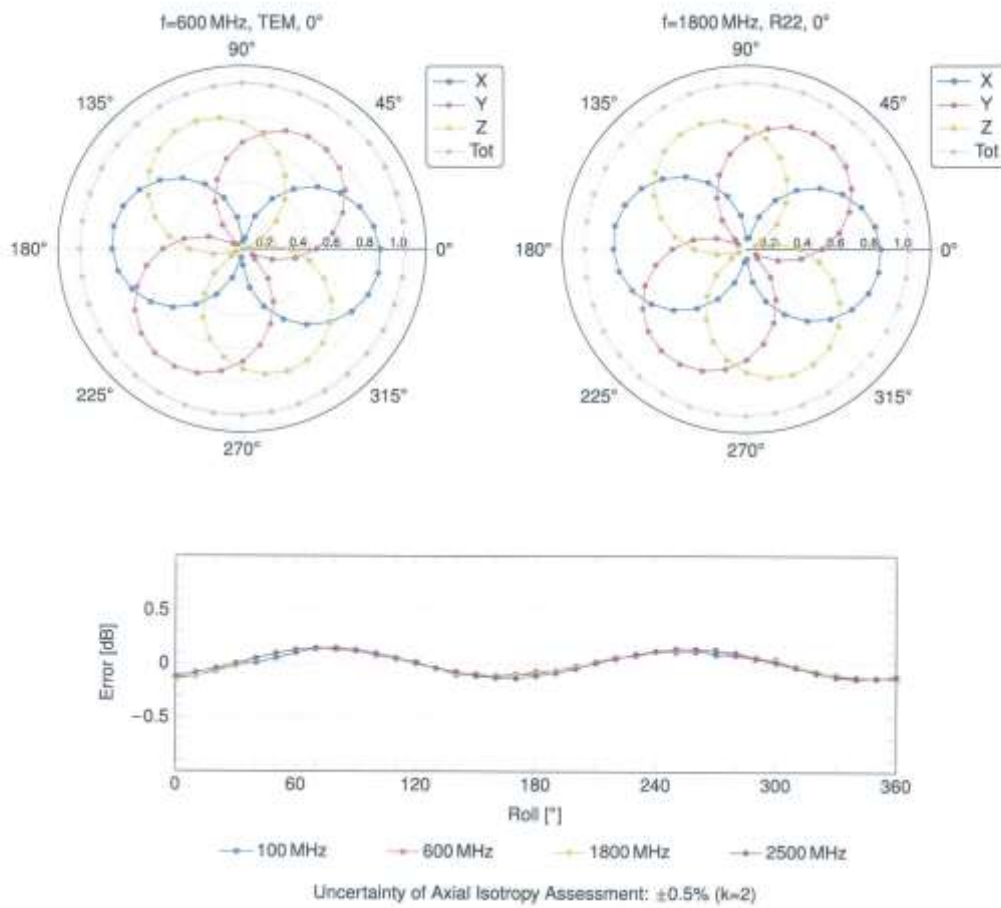 f=600 MHz, TEM, 0°
90°
135°
45°
X
Y
Z
Tot
180°
0.2 0.4 0.6 0.8 1.0
0°
225°
315°
270°
f=1800 MHz, R22, 0°
90°
135°
45°
X
Y
Z
Tot
180°
0.2 0.4 0.6 0.8 1.0
0°
225°
315°
270°
Error [dB]
0.5
0
−0.5
0 60 120 180 240 300 360
Roll [°]
100 MHz 600 MHz 1800 MHz 2500 MHz
Uncertainty of Axial Isotropy Assessment: ±0.5% (k=2)